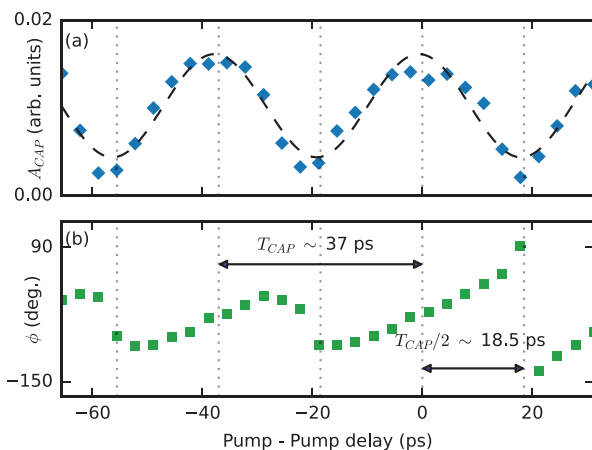 0.02
(a)
A_CAP (arb. units)
0.00
(b)
90
T_CAP ~ 37 ps
ϕ (deg.)
T_CAP/2 ~ 18.5 ps
−150
−60 −40 −20 0 20
Pump - Pump delay (ps)